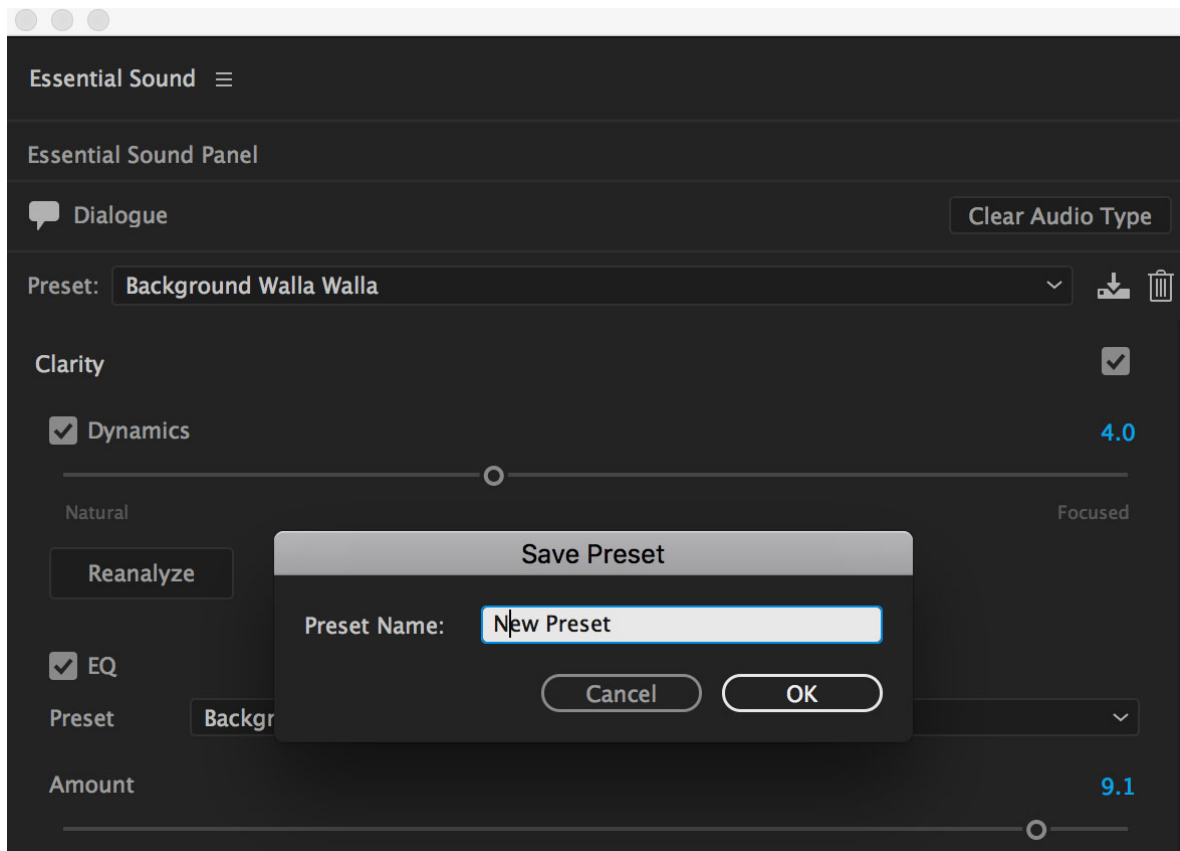 Essential Sound
Essential Sound Panel
Dialogue
Clear Audio Type
Preset: Background Walla Walla
Clarity
Dynamics 4.0
Natural Focused
Reanalyze
Save Preset
Preset Name: New Preset
Cancel OK
EQ
Preset Backgr
Amount 9.1